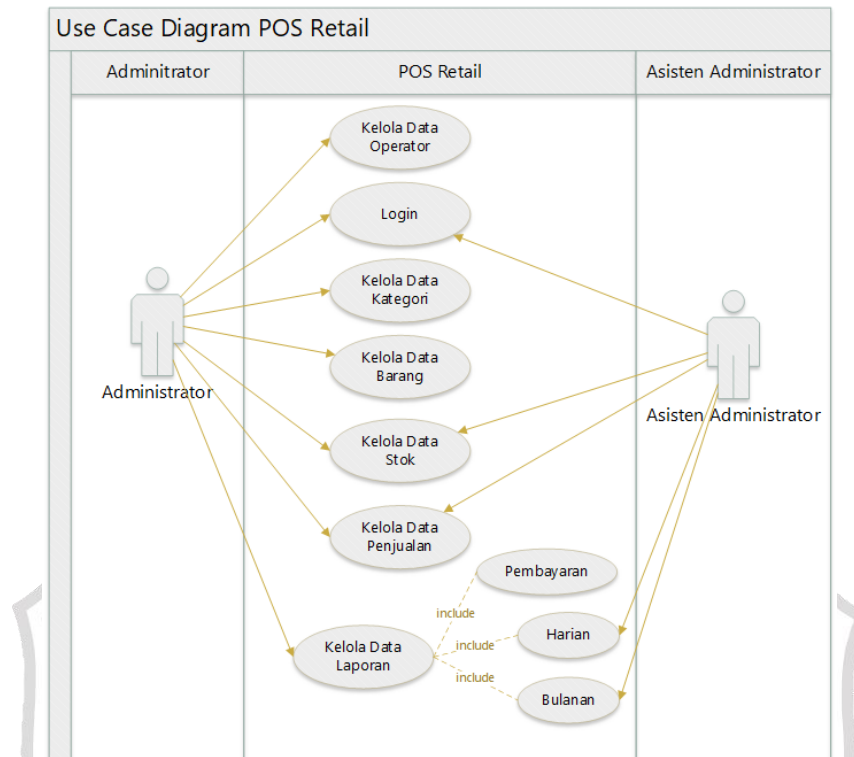 Use Case Diagram POS Retail
Adminitrator
POS Retail
Asisten Administrator
Kelola Data
Operator
Login
Kelola Data
Kategori
Kelola Data
Barang
Administrator
Asisten Administrator
Kelola Data
Stok
Kelola Data
Penjualan
Pembayaran
include
Harian
include
Kelola Data
Laporan
include
Bulanan